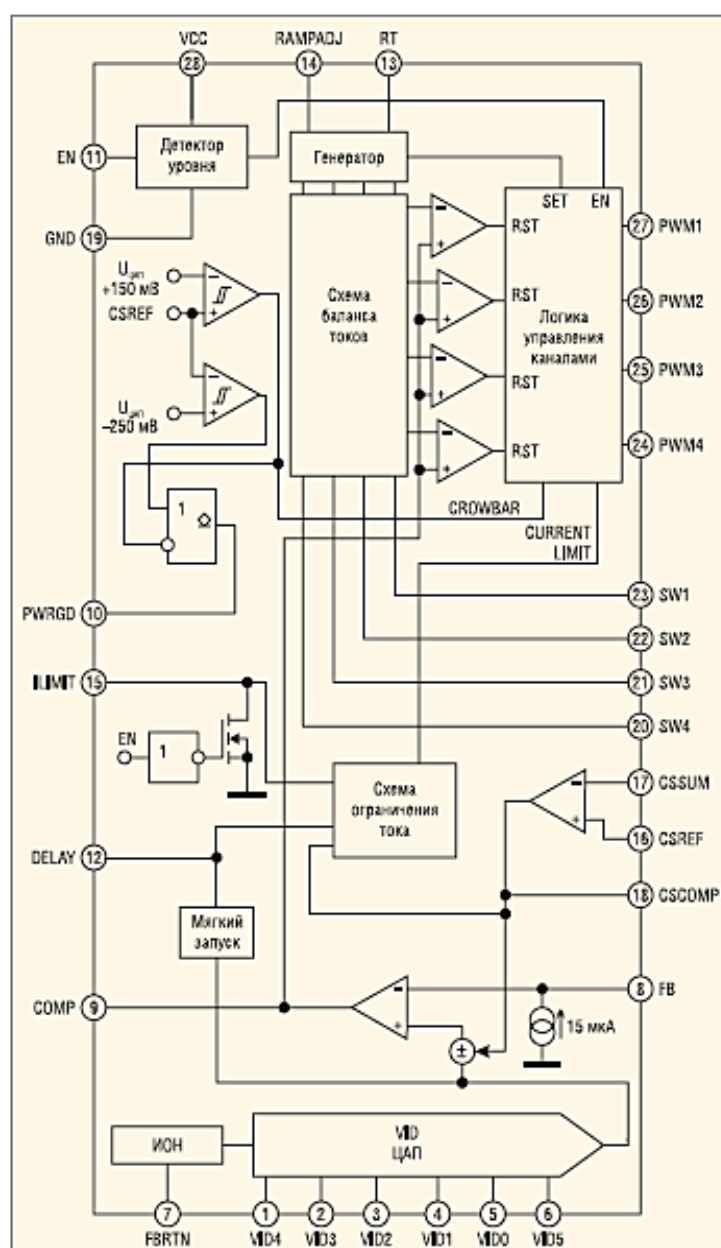 VCC
RAMPADJ
RT
28
14
13
EN
11
Детектор
уровня
Генератор
SET
EN
GND
19
RST
27
PWM1
Uцап
+150 мВ
CSREF
Схема
баланса
токов
RST
26
PWM2
Логика
управления
каналами
RST
25
PWM3
Uцап
–250 мВ
RST
24
PWM4
CROWBAR
1
CURRENT
LIMIT
PWRGD
10
23
SW1
22
SW2
ILIMIT
15
21
SW3
20
SW4
EN
1
Схема
ограничения
тока
17
CSSUM
16
CSREF
DELAY
12
18
CSCOMP
Мягкий
запуск
COMP
9
8
FB
15 мкА
±
ИОН
VID
ЦАП
7
1
2
3
4
5
6
FBRTN
VID4
VID3
VID2
VID1
VID0
VID5